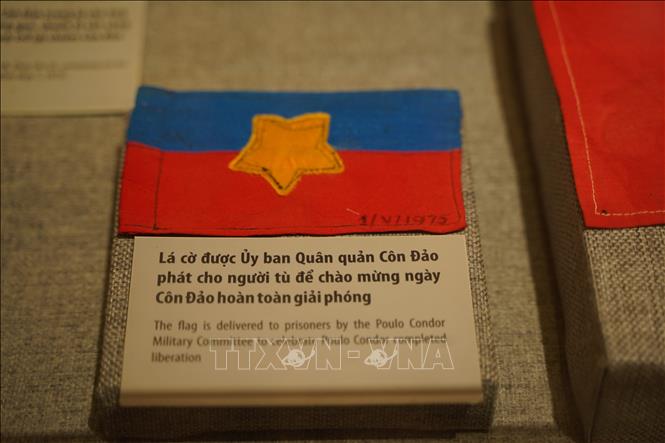 1/V/1975
Lá cờ được Ủy ban Quân quản Côn Đảo
phát cho người tù để chào mừng ngày
Côn Đảo hoàn toàn giải phóng
The flag is delivered to prisoners by the Poulo Condor
Military Committee to celebrate Poulo Condor completed
liberation
TTXVN-VNA